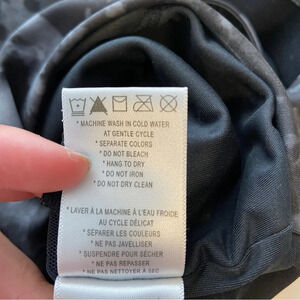 * MACHINE WASH IN COLD WATER
AT GENTLE CYCLE
* SEPARATE COLORS
* DO NOT BLEACH
* HANG TO DRY
* DO NOT IRON
* DO NOT DRY CLEAN
* LAVER À LA MACHINE À L'EAU FROIDE
AU CYCLE DÉLICAT
* SÉPARER LES COULEURS
* NE PAS JAVELLISER
* SUSPENDRE POUR SÉCHER
* NE PAS REPASSER
* NE PAS NETTOYER À SEC